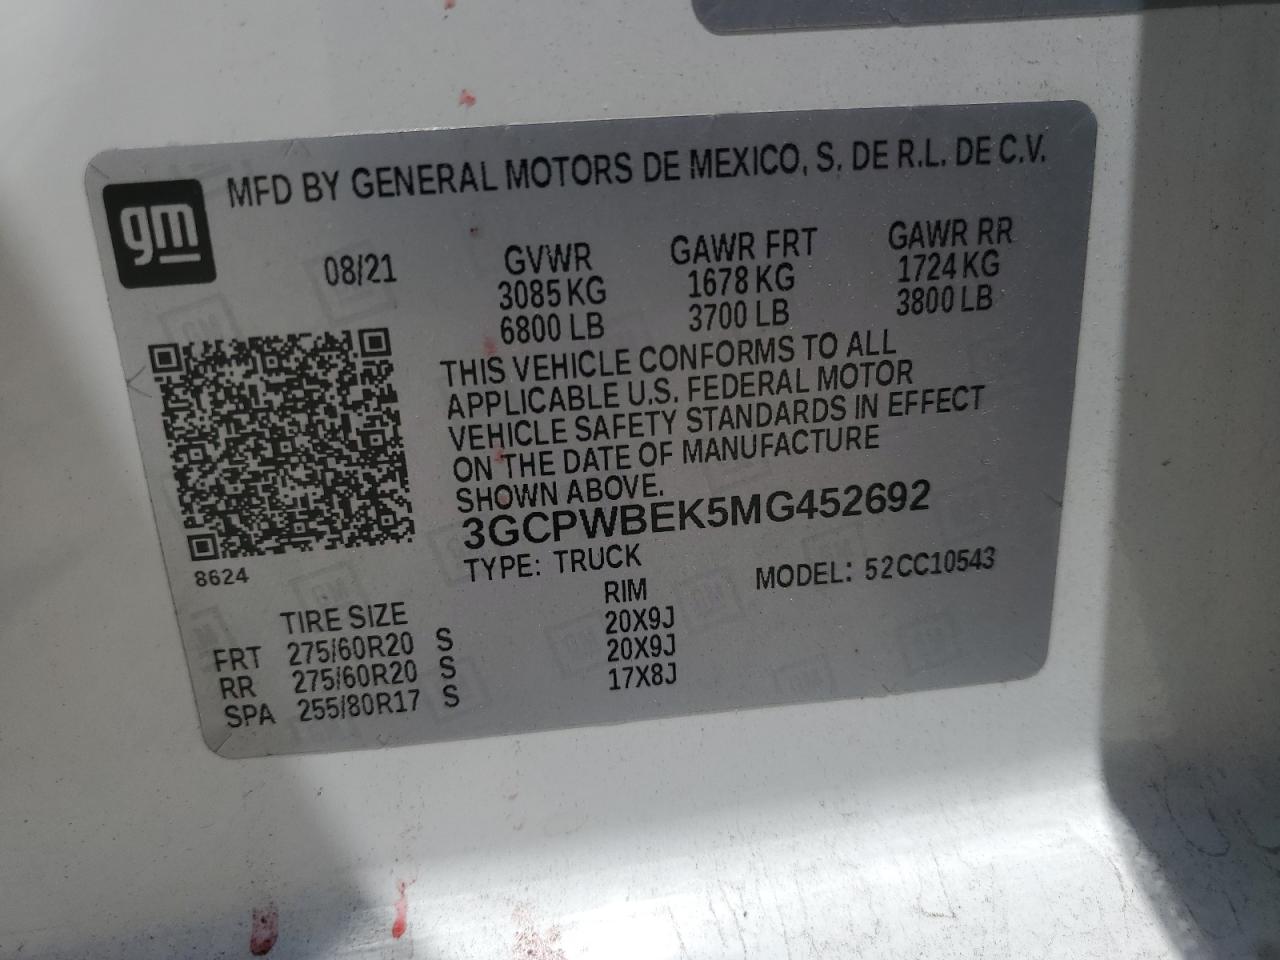 gm
MFD BY GENERAL MOTORS DE MEXICO, S. DE R.L. DE C.V.
08/21
GVWR GAWR FRT GAWR RR
3085 KG 1678 KG 1724 KG
6800 LB 3700 LB 3800 LB
THIS VEHICLE CONFORMS TO ALL
APPLICABLE U.S. FEDERAL MOTOR
VEHICLE SAFETY STANDARDS IN EFFECT
ON THE DATE OF MANUFACTURE
SHOWN ABOVE.
3GCPWBEK5MG452692
TYPE: TRUCK MODEL: 52CC10543
8624
TIRE SIZE RIM
FRT 275/60R20 S 20X9J
RR 275/60R20 S 20X9J
SPA 255/80R17 S 17X8J